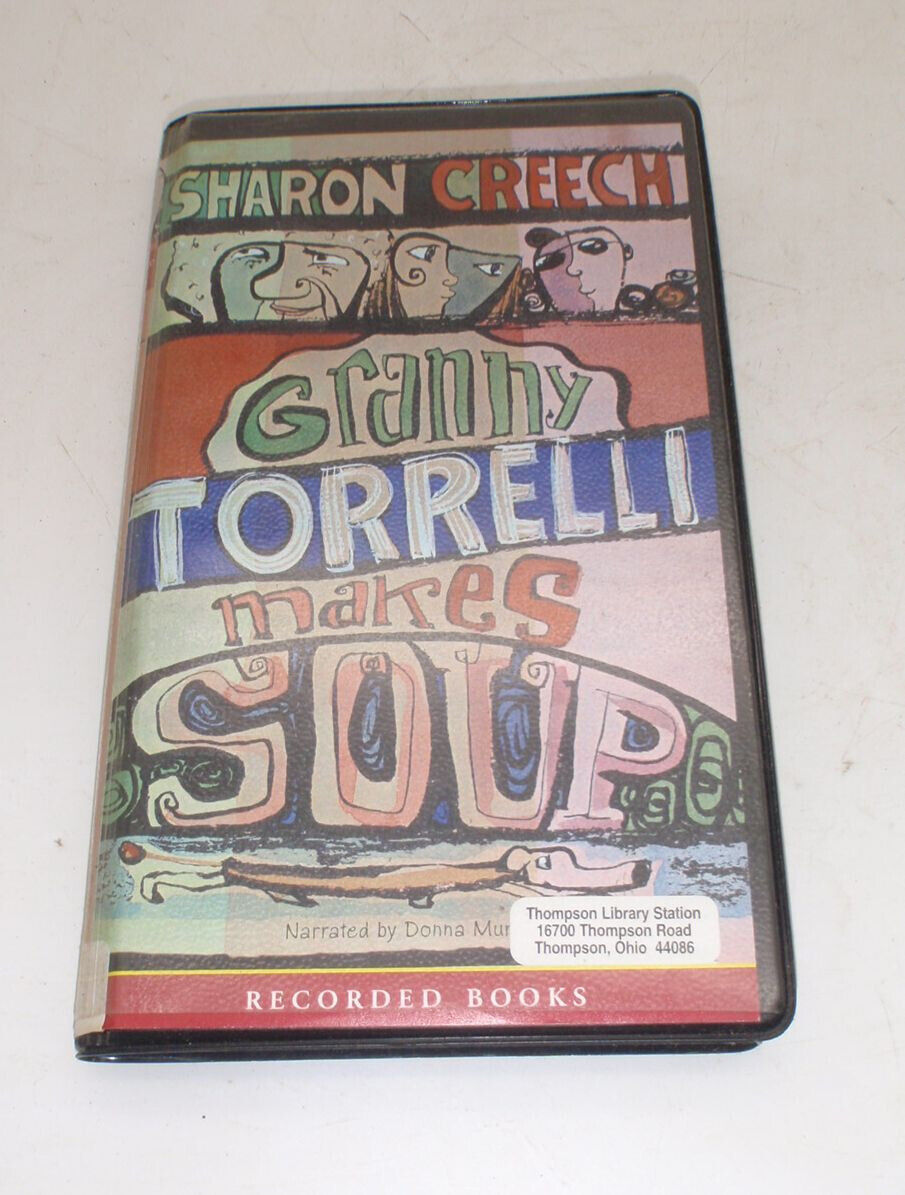 SHARON CREECH
Granny
TORRELLI
makes
SOUP
Narrated by Donna
Thompson Library Station
16700 Thompson Road
Thompson, Ohio 44086
RECORDED BOOKS